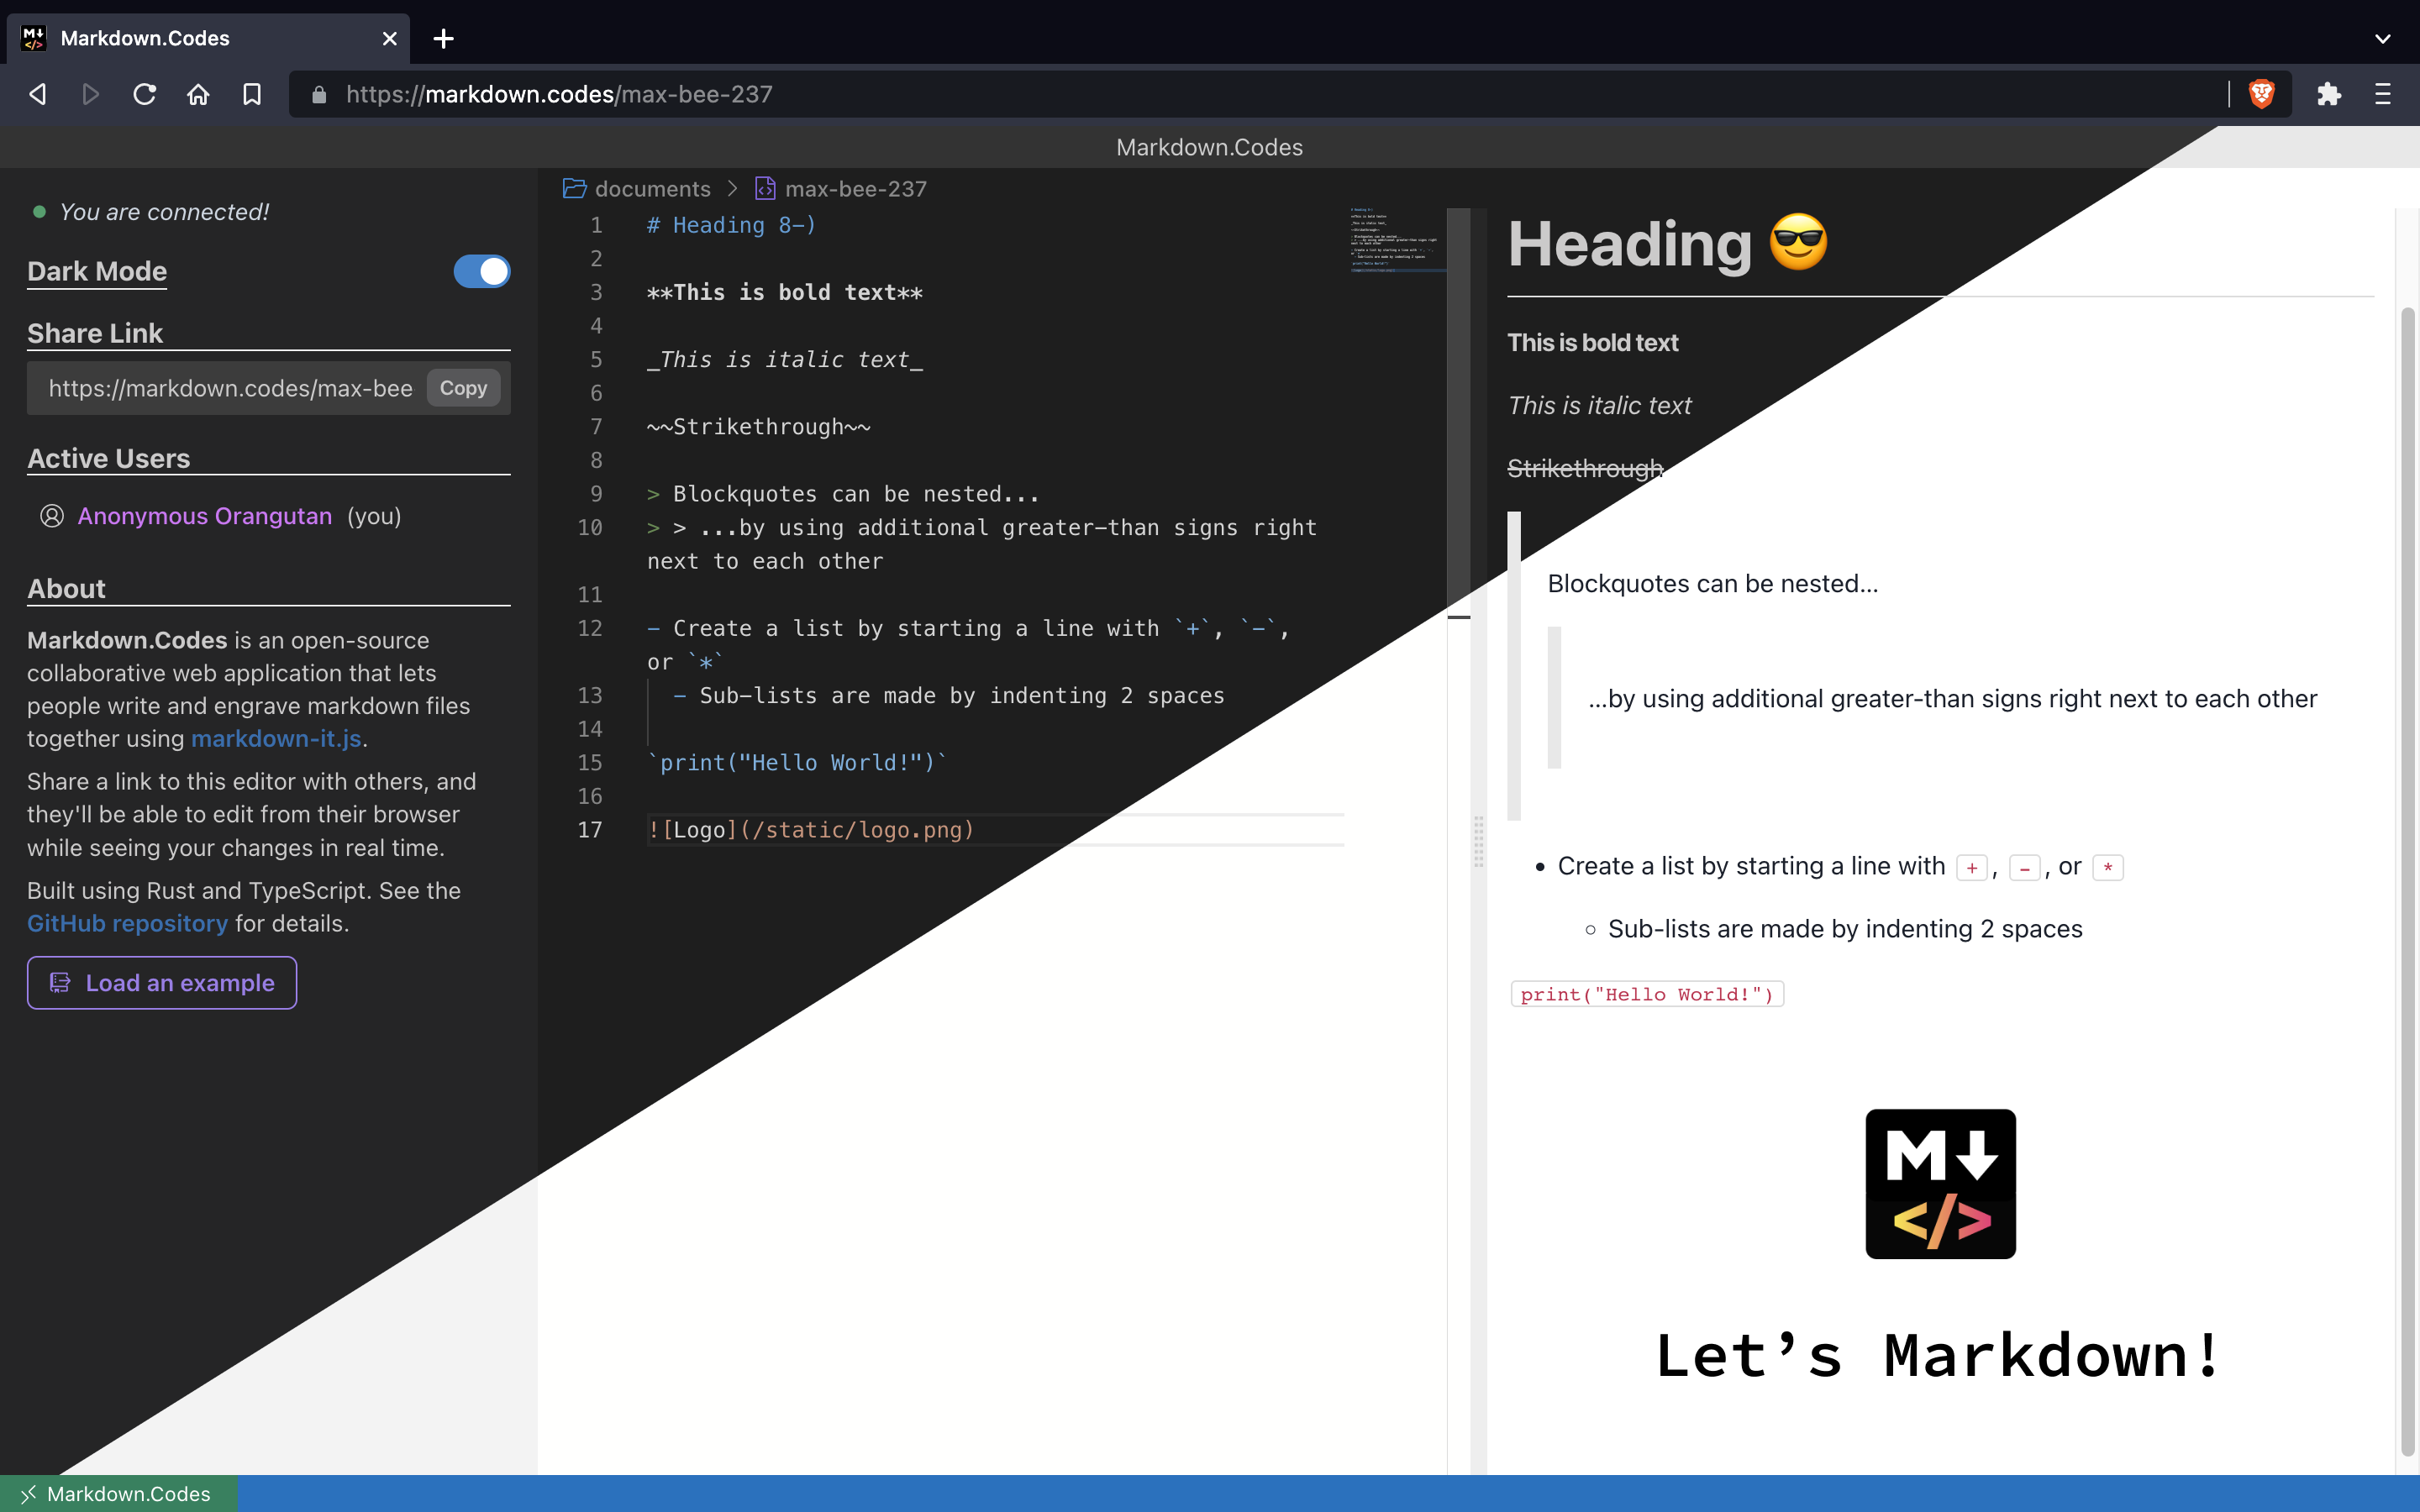 Markdown.Codes
https://markdown.codes/max-bee-237
Markdown.Codes
You are connected!
Dark Mode
Share Link
https://markdown.codes/max-bee
Copy
Active Users
Anonymous Orangutan (you)
About
Markdown.Codes is an open-source
collaborative web application that lets
people write and engrave markdown files
together using markdown-it.js.
Share a link to this editor with others, and
they'll be able to edit from their browser
while seeing your changes in real time.
Built using Rust and TypeScript. See the
GitHub repository for details.
Load an example
documents > max-bee-237
1 # Heading 8-)
2
3 **This is bold text**
4
5 _This is italic text_
6
7 ~~Strikethrough~~
8
9 > Blockquotes can be nested...
10 > > ...by using additional greater-than signs right
next to each other
11
12 - Create a list by starting a line with `+`, `-`,
or `*`
13 - Sub-lists are made by indenting 2 spaces
14
15 `print("Hello World!")`
16
17 ![Logo](/static/logo.png)
Heading 😎
This is bold text
This is italic text
Strikethrough
Blockquotes can be nested…
…by using additional greater-than signs right next to each other
• Create a list by starting a line with +, -, or *
◦ Sub-lists are made by indenting 2 spaces
print("Hello World!")
M↓
</>
Let’s Markdown!
Markdown.Codes